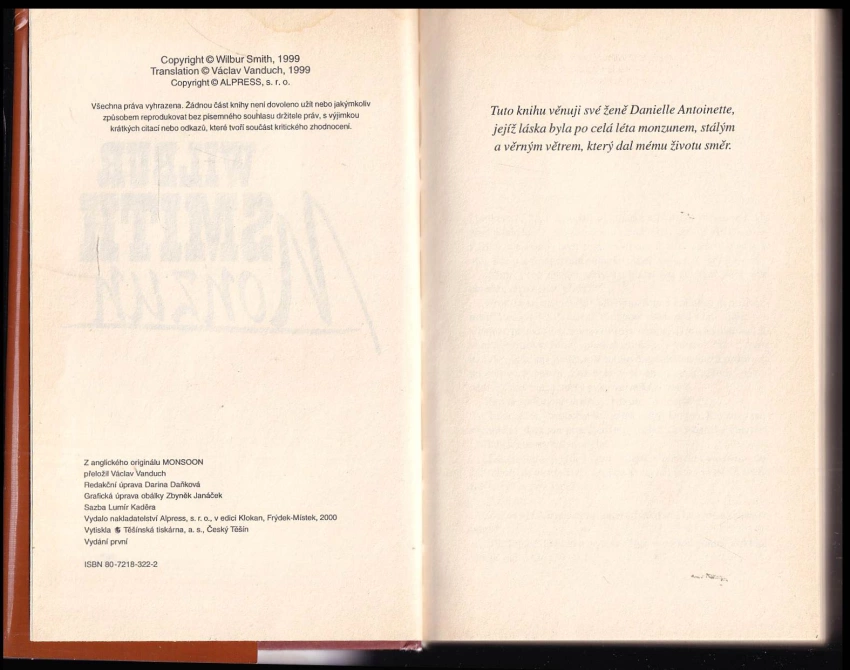 Copyright © Wilbur Smith, 1999
Translation © Václav Vanduch, 1999
Copyright © ALPRESS, s. r. o.
Všechna práva vyhrazena. Žádnou část knihy není dovoleno užít nebo jakýmkoliv
způsobem reprodukovat bez písemného souhlasu držitele práv, s výjimkou
krátkých citací nebo odkazů, které tvoří součást kritického zhodnocení.
WILBUR
SMITH
Monzun
Z anglického originálu MONSOON
přeložil Václav Vanduch
Redakční úprava Darina Daňková
Grafická úprava obálky Zbyněk Janáček
Sazba Lumír Kaděra
Vydalo nakladatelství Alpress, s. r. o., v edici Klokan, Frýdek-Místek, 2000
Vytiskla Těšínská tiskárna, a. s., Český Těšín
Vydání první
ISBN 80-7218-322-2
Tuto knihu věnuji své ženě Danielle Antoinette,
jejíž láska byla po celá léta monzunem, stálým
a věrným větrem, který dal mému životu směr.